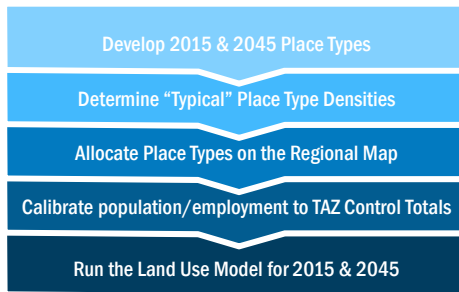 Develop 2015 & 2045 Place Types
Determine “Typical” Place Type Densities
Allocate Place Types on the Regional Map
Calibrate population/employment to TAZ Control Totals
Run the Land Use Model for 2015 & 2045